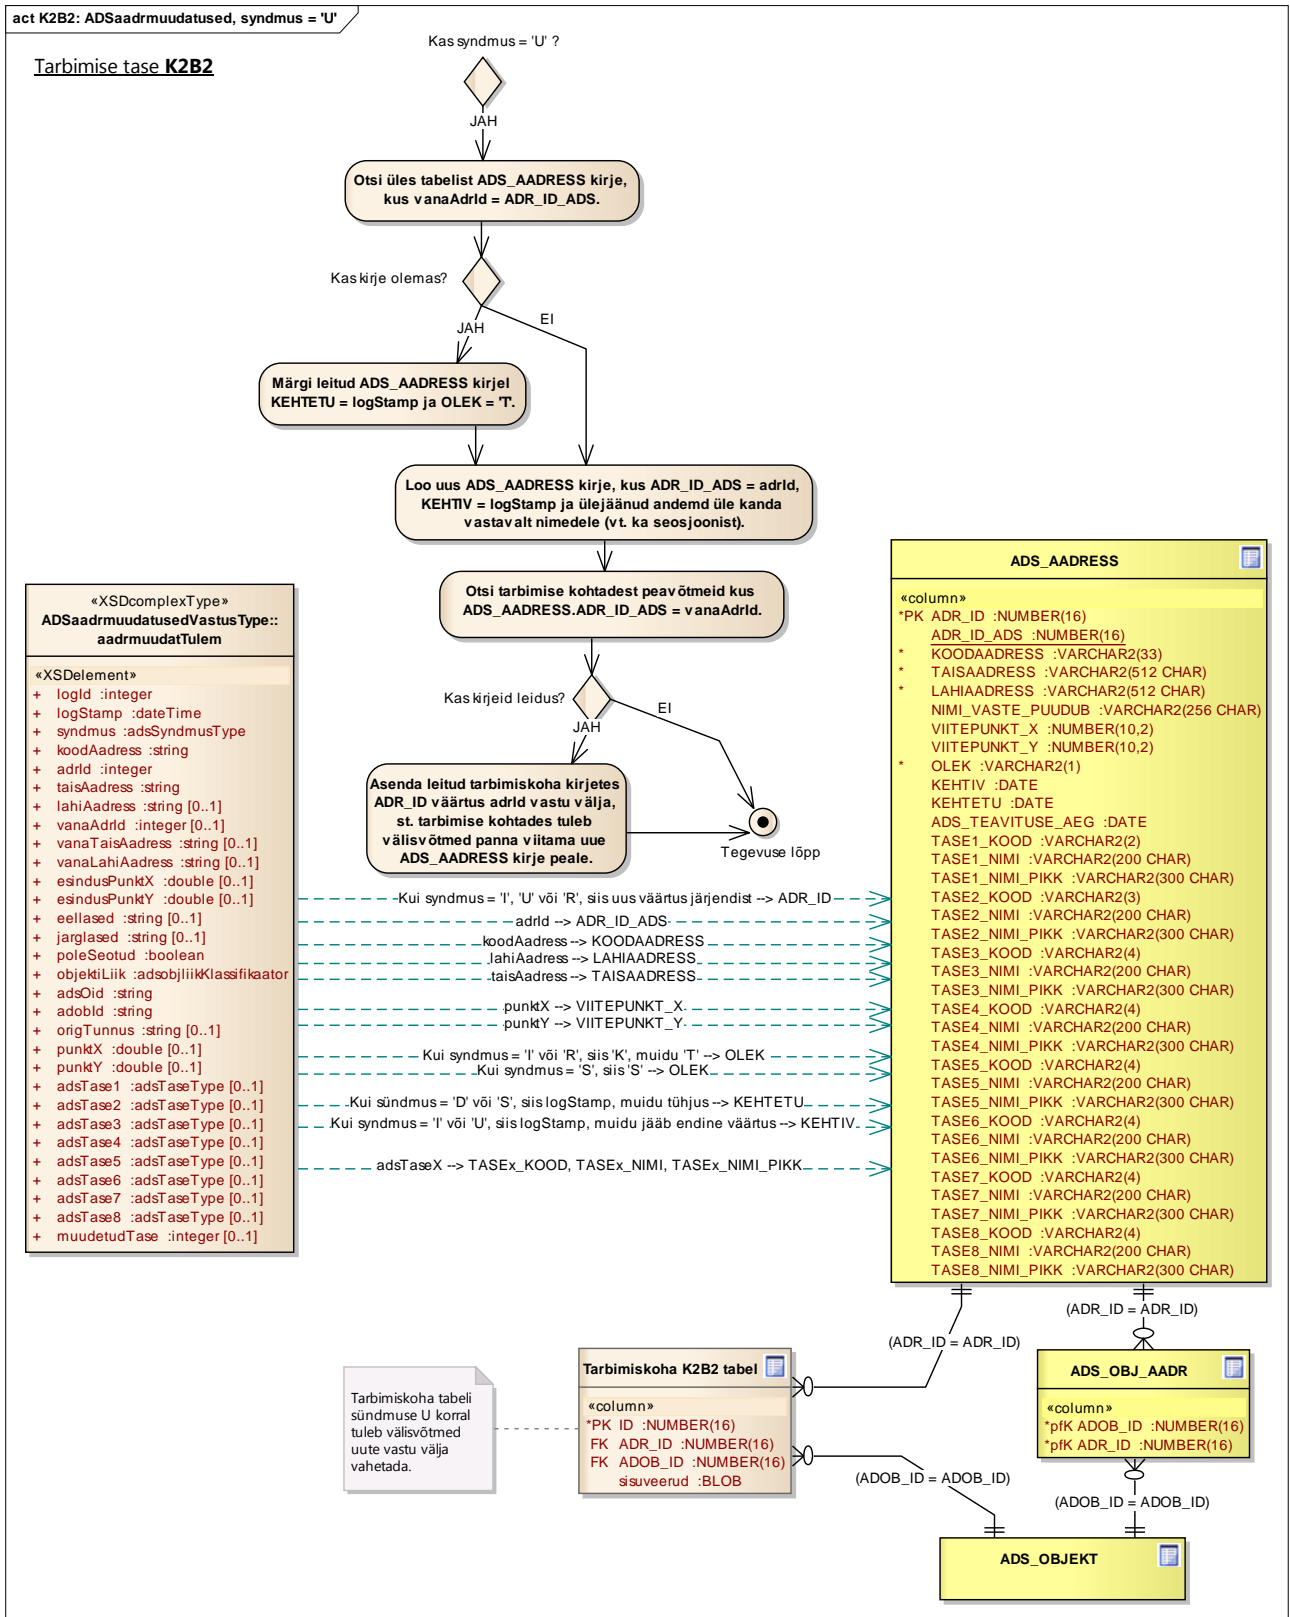 act K2B2: ADSaadrmuudatused, syndmus = 'U'
Tarbimise tase K2B2
Kas syndmus = 'U' ?
JAH
Otsi üles tabelist ADS_AADRESS kirje,
kus vanaAdrId = ADR_ID_ADS.
Kas kirje olemas?
JAH
EI
Märgi leitud ADS_AADRESS kirjel
KEHTETU = logStamp ja OLEK = 'T'.
Loo uus ADS_AADRESS kirje, kus ADR_ID_ADS = adrId,
KEHTIV = logStamp ja ülejäänud andemd üle kanda
vastavalt nimedele (vt. ka seosjoonist).
Otsi tarbimise kohtadest peavõtmeid kus
ADS_AADRESS.ADR_ID_ADS = vanaAdrId.
Kas kirjeid leidus?
JAH
EI
Asenda leitud tarbimiskoha kirjetes
ADR_ID väärtus adrId vastu välja,
st. tarbimise kohtades tuleb
välisvõtmed panna viitama uue
ADS_AADRESS kirje peale.
Tegevuse lõpp
«XSDcomplexType»
ADSaadrmuudatusedVastusType::
aadrmuudatTulem
«XSDelement»
+ logId :integer
+ logStamp :dateTime
+ syndmus :adsSyndmusType
+ koodAadress :string
+ adrId :integer
+ taisAadress :string
+ lahiAadress :string [0..1]
+ vanaAdrId :integer [0..1]
+ vanaTaisAadress :string [0..1]
+ vanaLahiAadress :string [0..1]
+ esindusPunktX :double [0..1]
+ esindusPunktY :double [0..1]
+ eellased :string [0..1]
+ jarglased :string [0..1]
+ poleSeotud :boolean
+ objektiLiik :adsobjliikKlassifikaator
+ adsOid :string
+ adobId :string
+ origTunnus :string [0..1]
+ punktX :double [0..1]
+ punktY :double [0..1]
+ adsTase1 :adsTaseType [0..1]
+ adsTase2 :adsTaseType [0..1]
+ adsTase3 :adsTaseType [0..1]
+ adsTase4 :adsTaseType [0..1]
+ adsTase5 :adsTaseType [0..1]
+ adsTase6 :adsTaseType [0..1]
+ adsTase7 :adsTaseType [0..1]
+ adsTase8 :adsTaseType [0..1]
+ muudetudTase :integer [0..1]
Kui syndmus = 'I', 'U' või 'R', siis uus väärtus järjendist --> ADR_ID
adrId --> ADR_ID_ADS
koodAadress --> KOODAADRESS
lahiAadress --> LAHIAADRESS
taisAadress --> TAISAADRESS
punktX --> VIITEPUNKT_X
punktY --> VIITEPUNKT_Y
Kui syndmus = 'I' või 'R', siis 'K', muidu 'T' --> OLEK
Kui syndmus = 'S', siis 'S' --> OLEK
Kui sündmus = 'D' või 'S', siis logStamp, muidu tühjus --> KEHTETU
Kui syndmus = 'I' või 'U', siis logStamp, muidu jääb endine väärtus --> KEHTIV
adsTaseX --> TASEx_KOOD, TASEx_NIMI, TASEx_NIMI_PIKK
ADS_AADRESS
«column»
*PK ADR_ID :NUMBER(16)
ADR_ID_ADS :NUMBER(16)
* KOODAADRESS :VARCHAR2(33)
* TAISAADRESS :VARCHAR2(512 CHAR)
* LAHIAADRESS :VARCHAR2(512 CHAR)
NIMI_VASTE_PUUDUB :VARCHAR2(256 CHAR)
VIITEPUNKT_X :NUMBER(10,2)
VIITEPUNKT_Y :NUMBER(10,2)
* OLEK :VARCHAR2(1)
KEHTIV :DATE
KEHTETU :DATE
ADS_TEAVITUSE_AEG :DATE
TASE1_KOOD :VARCHAR2(2)
TASE1_NIMI :VARCHAR2(200 CHAR)
TASE1_NIMI_PIKK :VARCHAR2(300 CHAR)
TASE2_KOOD :VARCHAR2(3)
TASE2_NIMI :VARCHAR2(200 CHAR)
TASE2_NIMI_PIKK :VARCHAR2(300 CHAR)
TASE3_KOOD :VARCHAR2(4)
TASE3_NIMI :VARCHAR2(200 CHAR)
TASE3_NIMI_PIKK :VARCHAR2(300 CHAR)
TASE4_KOOD :VARCHAR2(4)
TASE4_NIMI :VARCHAR2(200 CHAR)
TASE4_NIMI_PIKK :VARCHAR2(300 CHAR)
TASE5_KOOD :VARCHAR2(4)
TASE5_NIMI :VARCHAR2(200 CHAR)
TASE5_NIMI_PIKK :VARCHAR2(300 CHAR)
TASE6_KOOD :VARCHAR2(4)
TASE6_NIMI :VARCHAR2(200 CHAR)
TASE6_NIMI_PIKK :VARCHAR2(300 CHAR)
TASE7_KOOD :VARCHAR2(4)
TASE7_NIMI :VARCHAR2(200 CHAR)
TASE7_NIMI_PIKK :VARCHAR2(300 CHAR)
TASE8_KOOD :VARCHAR2(4)
TASE8_NIMI :VARCHAR2(200 CHAR)
TASE8_NIMI_PIKK :VARCHAR2(300 CHAR)
(ADR_ID = ADR_ID)
(ADR_ID = ADR_ID)
Tarbimiskoha tabeli
sündmuse U korral
tuleb välisvõtmed
uute vastu välja
vahetada.
Tarbimiskoha K2B2 tabel
«column»
*PK ID :NUMBER(16)
FK ADR_ID :NUMBER(16)
FK ADOB_ID :NUMBER(16)
sisuveerud :BLOB
ADS_OBJ_AADR
«column»
*pfK ADOB_ID :NUMBER(16)
*pfK ADR_ID :NUMBER(16)
(ADOB_ID = ADOB_ID)
(ADOB_ID = ADOB_ID)
ADS_OBJEKT